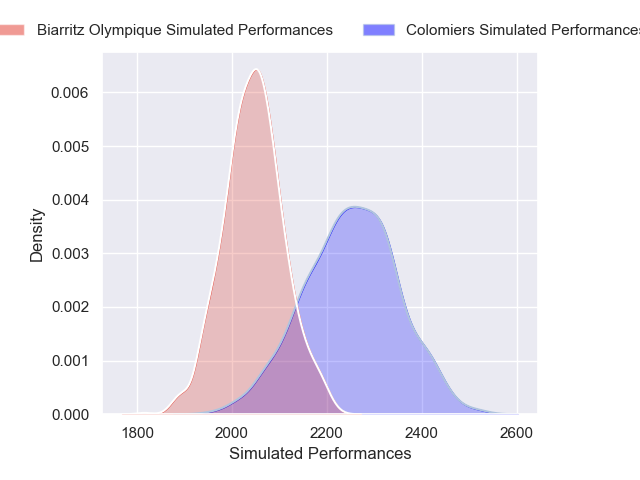 Biarritz Olympique Simulated Performances
Colomiers Simulated Performances
0.006
0.005
0.004
0.003
0.002
0.001
0.000
Density
1800 2000 2200 2400 2600
Simulated Performances